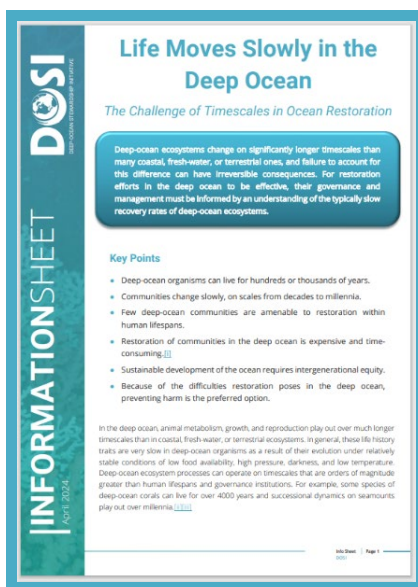 DOSI
DEEP-OCEAN STEWARDSHIP INITIATIVE
INFORMATIONSHEET
April 2024
Life Moves Slowly in the
Deep Ocean
The Challenge of Timescales in Ocean Restoration
Deep-ocean ecosystems change on significantly longer timescales than
many coastal, fresh-water, or terrestrial ones, and failure to account for
this difference can have irreversible consequences. For restoration
efforts in the deep ocean to be effective, their governance and
management must be informed by an understanding of the typically slow
recovery rates of deep-ocean ecosystems.
Key Points
• Deep-ocean organisms can live for hundreds or thousands of years.
• Communities change slowly, on scales from decades to millennia.
• Few deep-ocean communities are amenable to restoration within
human lifespans.
• Restoration of communities in the deep ocean is expensive and time-
consuming.[i]
• Sustainable development of the ocean requires intergenerational equity.
• Because of the difficulties restoration poses in the deep ocean,
preventing harm is the preferred option.
In the deep ocean, animal metabolism, growth, and reproduction play out over much longer
timescales than in coastal, fresh-water, or terrestrial ecosystems. In general, these life history
traits are very slow in deep-ocean organisms as a result of their evolution under relatively
stable conditions of low food availability, high pressure, darkness, and low temperature.
Deep-ocean ecosystem processes can operate on timescales that are orders of magnitude
greater than human lifespans and governance institutions. For example, some species of
deep-ocean corals can live for over 4000 years and successional dynamics on seamounts
play out over millennia.
Info Sheet | Page 1